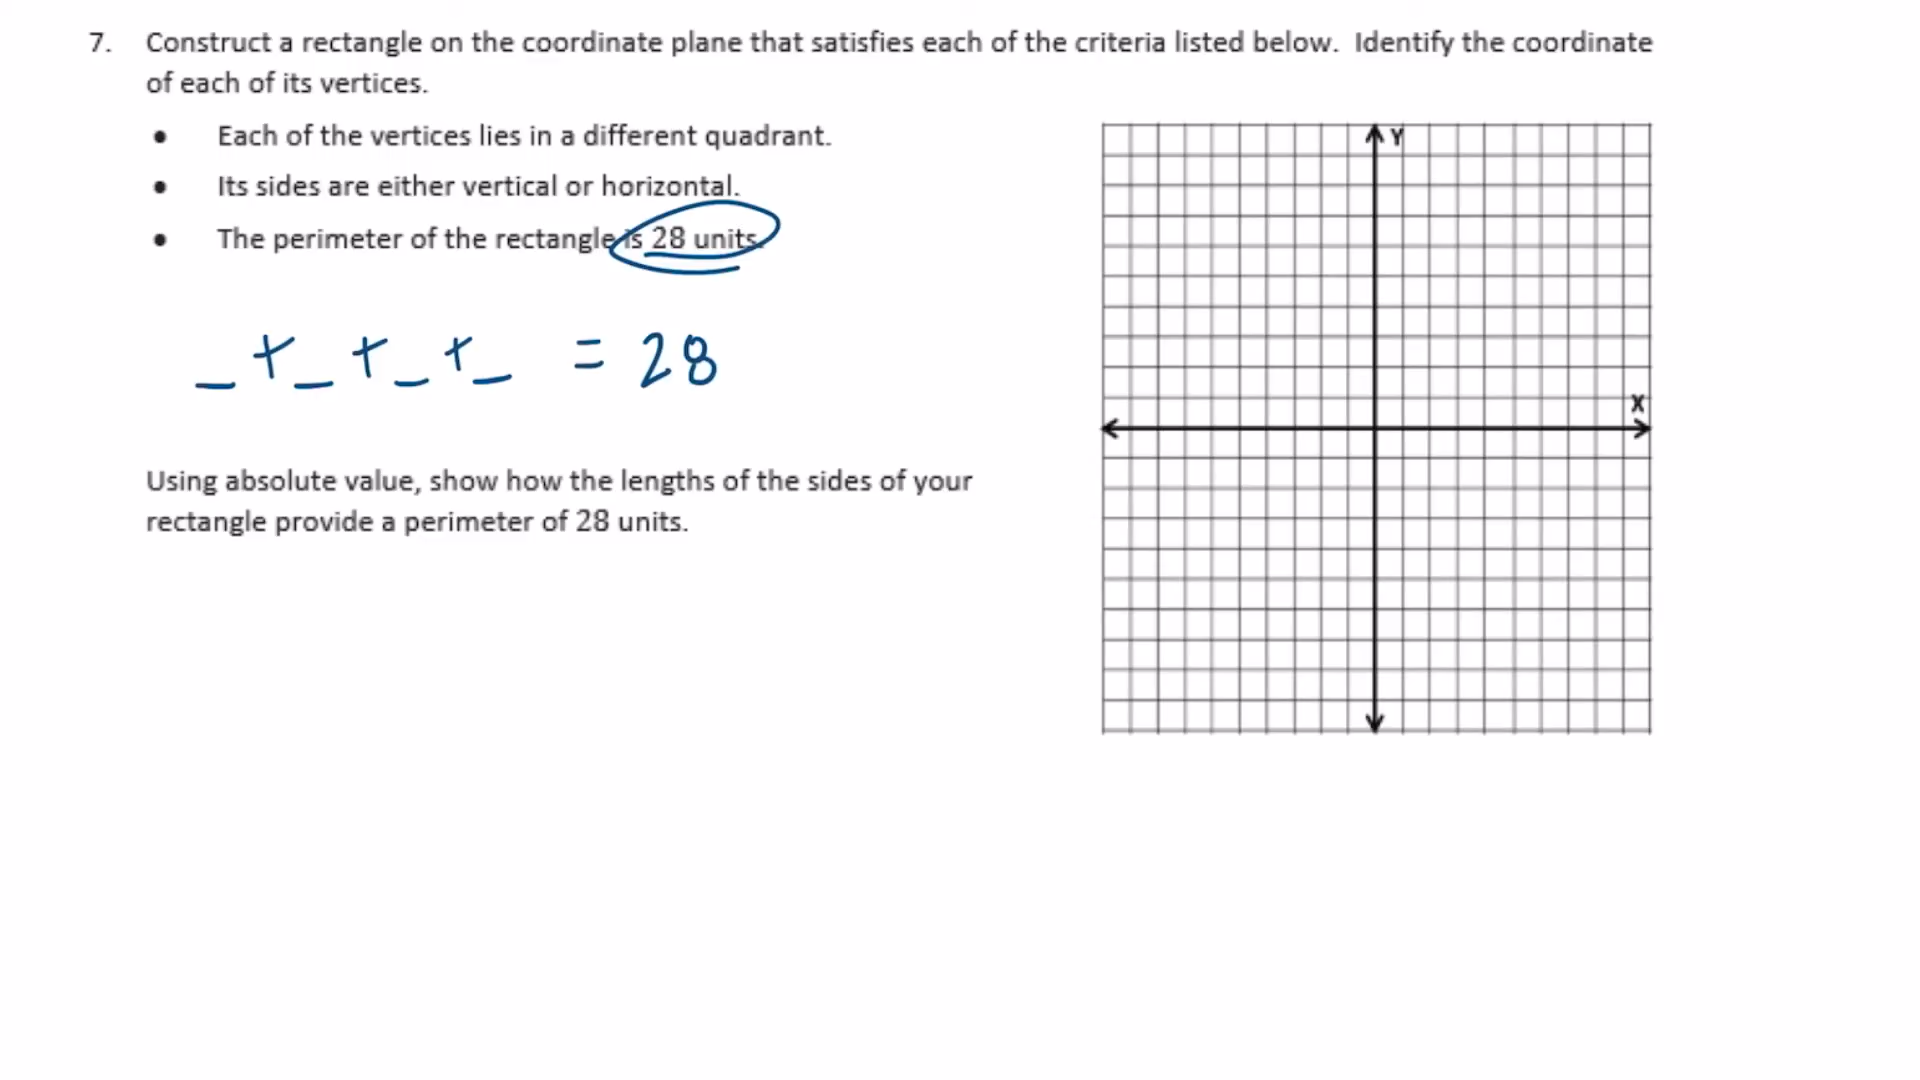 7. Construct a rectangle on the coordinate plane that satisfies each of the criteria listed below. Identify the coordinate
of each of its vertices.
• Each of the vertices lies in a different quadrant.
• Its sides are either vertical or horizontal.
• The perimeter of the rectangle is 28 units.
_ + _ + _ + _ = 28
Using absolute value, show how the lengths of the sides of your
rectangle provide a perimeter of 28 units.
Y
X